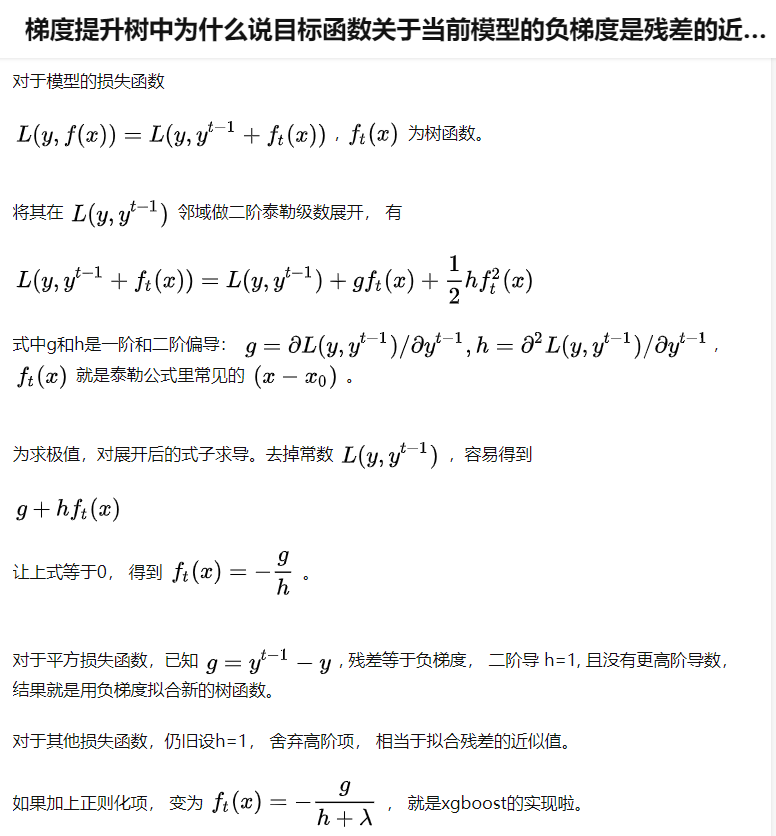 梯度提升树中为什么说目标函数关于当前模型的负梯度是残差的近...
对于模型的损失函数
L(y, f(x)) = L(y, y^{t−1} + f_t(x)) , f_t(x) 为树函数。
将其在 L(y, y^{t−1}) 邻域做二阶泰勒级数展开， 有
L(y, y^{t−1} + f_t(x)) = L(y, y^{t−1}) + gf_t(x) + \frac{1}{2}hf_t^2(x)
式中g和h是一阶和二阶偏导： g = ∂L(y, y^{t−1})/∂y^{t−1}, h = ∂^2L(y, y^{t−1})/∂y^{t−1} ，
f_t(x) 就是泰勒公式里常见的 (x − x_0) 。
为求极值，对展开后的式子求导。去掉常数 L(y, y^{t−1}) ，容易得到
g + hf_t(x)
让上式等于0， 得到 f_t(x) = −\frac{g}{h} 。
对于平方损失函数，已知 g = y^{t−1} − y , 残差等于负梯度， 二阶导 h=1, 且没有更高阶导数，
结果就是用负梯度拟合新的树函数。
对于其他损失函数，仍旧设h=1， 舍弃高阶项， 相当于拟合残差的近似值。
如果加上正则化项， 变为 f_t(x) = −\frac{g}{h + λ} ， 就是xgboost的实现啦。